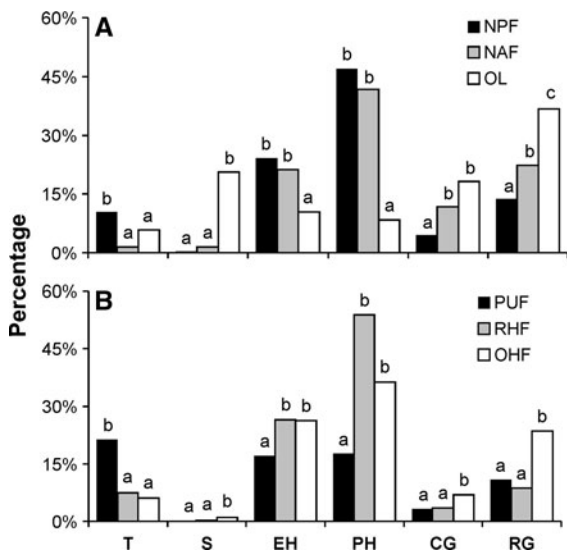 60%
A
NPF
NAF
OL
45%
30%
15%
0%
b a a
a a b
b b a
b b a
a b b
a b c
Percentage
60%
B
PUF
RHF
OHF
45%
30%
15%
0%
b a a
a a b
a b b
a b b
a a b
a a b
T S EH PH CG RG